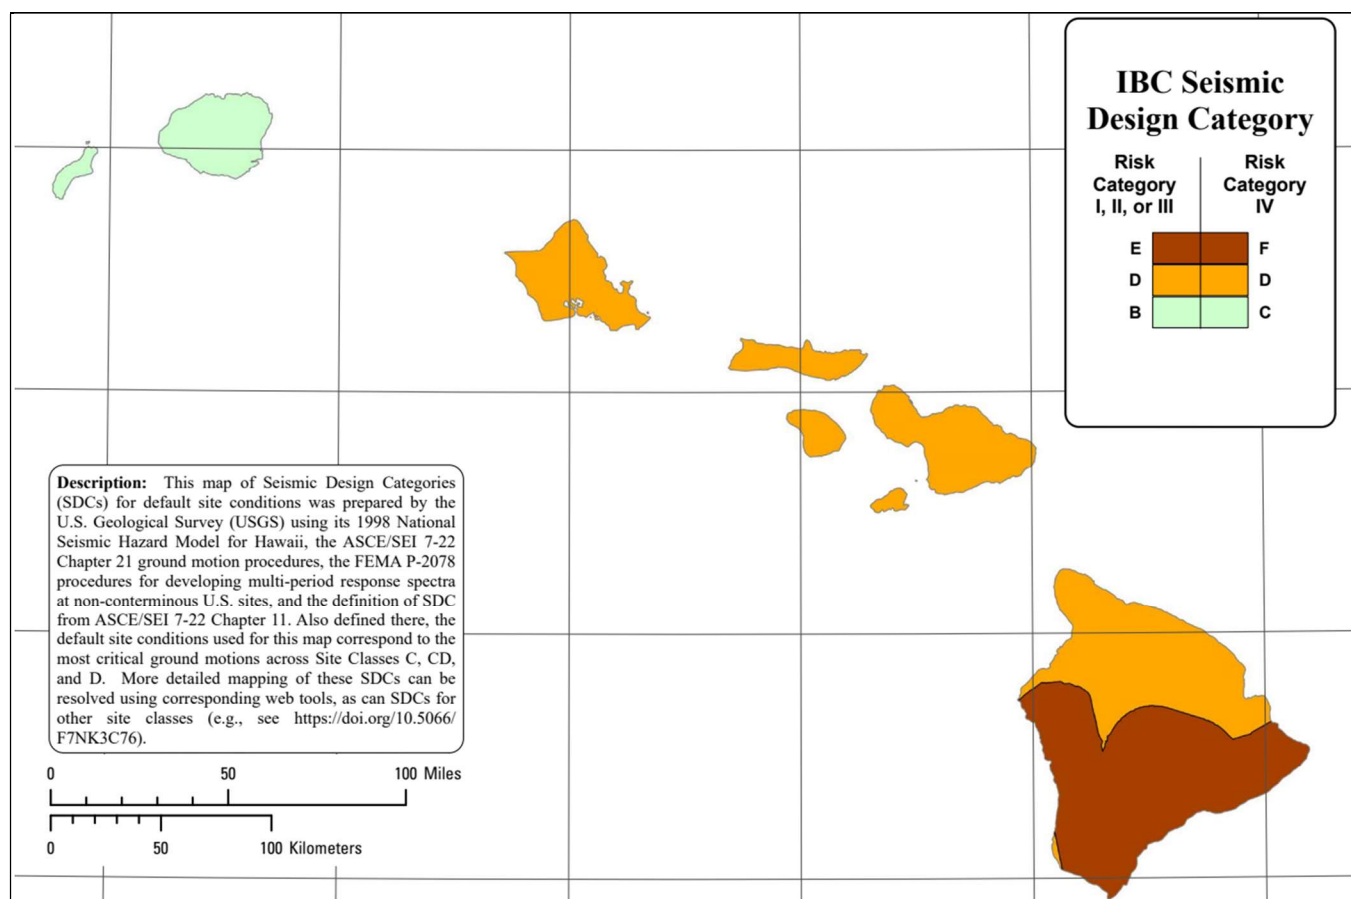 IBC Seismic
Design Category
Risk Category I, II, or III
Risk Category IV
E F
D D
B C
Description: This map of Seismic Design Categories
(SDCs) for default site conditions was prepared by the
U.S. Geological Survey (USGS) using its 1998 National
Seismic Hazard Model for Hawaii, the ASCE/SEI 7-22
Chapter 21 ground motion procedures, the FEMA P-2078
procedures for developing multi-period response spectra
at non-conterminous U.S. sites, and the definition of SDC
from ASCE/SEI 7-22 Chapter 11. Also defined there, the
default site conditions used for this map correspond to the
most critical ground motions across Site Classes C, CD,
and D. More detailed mapping of these SDCs can be
resolved using corresponding web tools, as can SDCs for
other site classes (e.g., see https://doi.org/10.5066/
F7NK3C76).
0 50 100 Miles
0 50 100 Kilometers